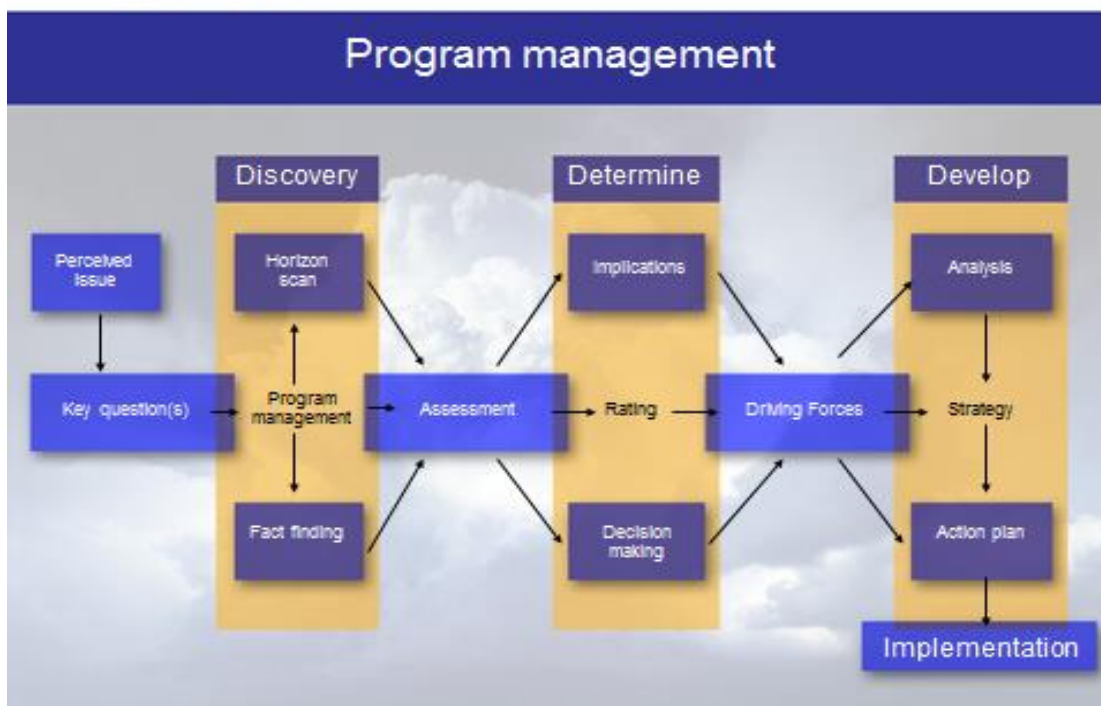 Program management
Discovery
Determine
Develop
Perceived
Issue
Horizon
scan
Implications
Analysis
Key question(s)
Program
management
Assessment
Rating
Driving Forces
Strategy
Fact finding
Decision
making
Action plan
Implementation